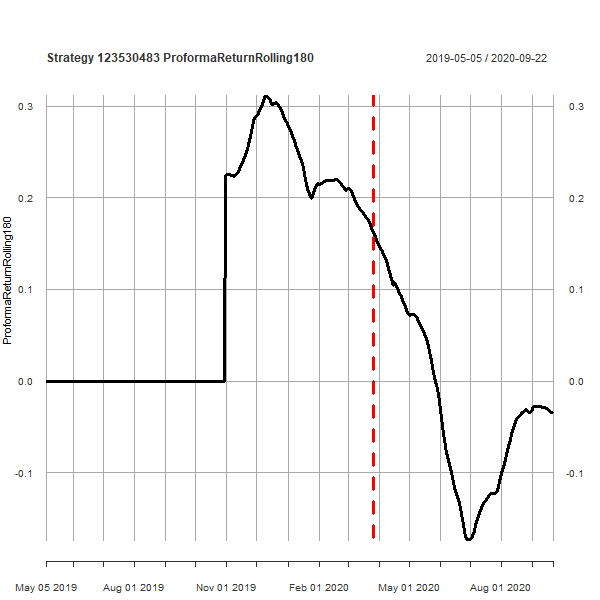 Strategy 123530483 ProformaReturnRolling180
2019-05-05 / 2020-09-22
0.3
0.3
0.2
0.2
0.1
0.1
0.0
0.0
-0.1
-0.1
ProformaReturnRolling180
May 05 2019
Aug 01 2019
Nov 01 2019
Feb 01 2020
May 01 2020
Aug 01 2020